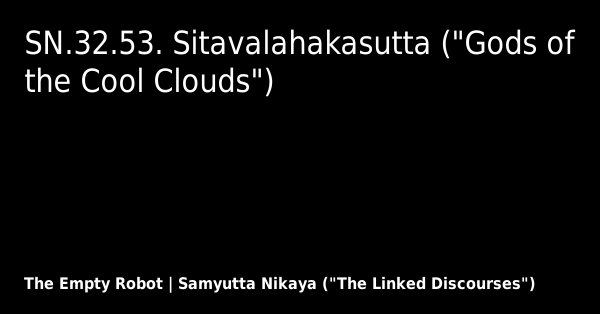 SN.32.53. Sitavalahakasutta ("Gods of
the Cool Clouds")
The Empty Robot | Samyutta Nikaya ("The Linked Discourses")